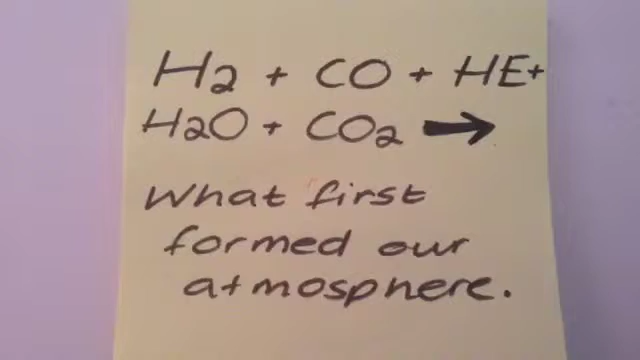 H2 + CO + HE+
H2O + CO2 →
What first
formed our
atmosphere.